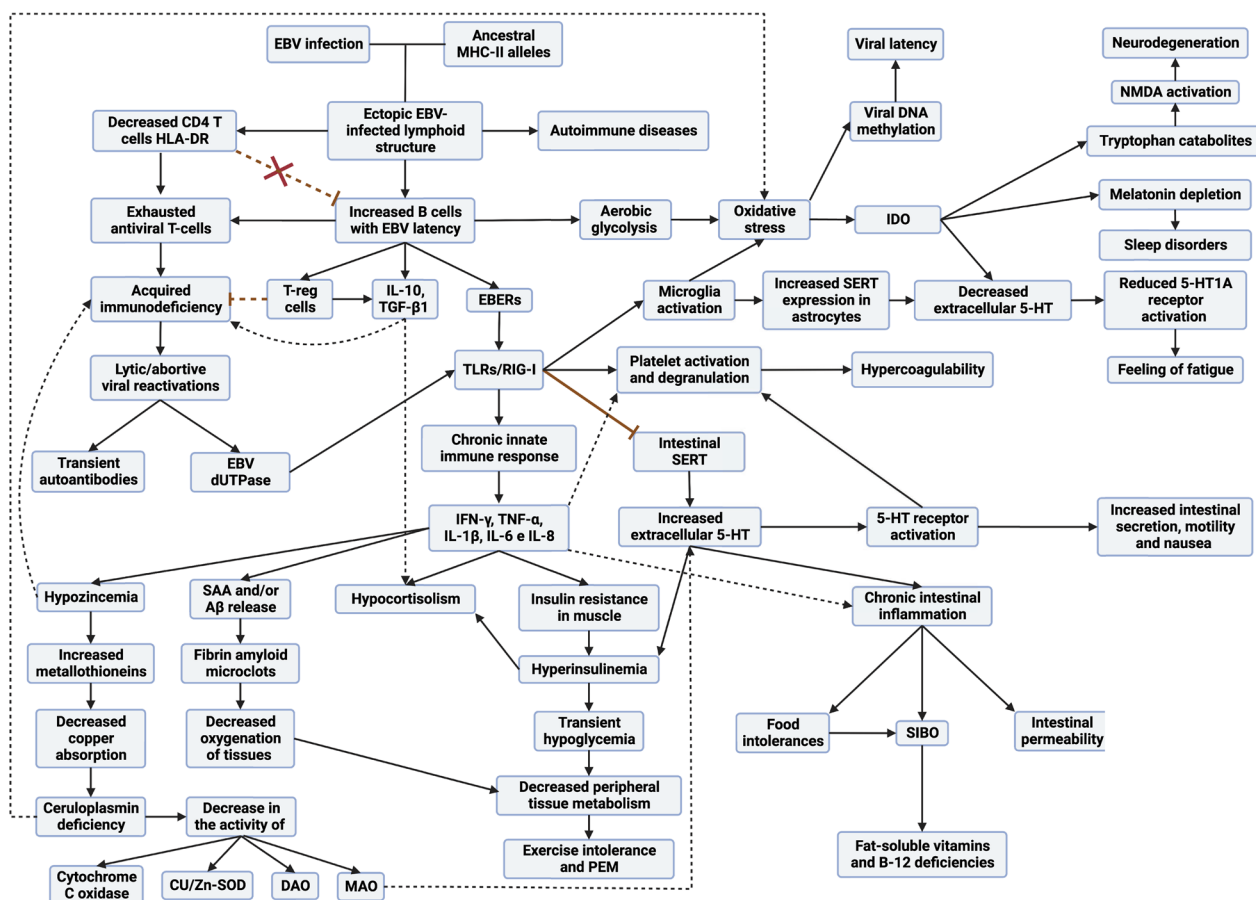 EBV infection
Ancestral
MHC-II alleles
Viral latency
Neurodegeneration
NMDA activation
Decreased CD4 T
cells HLA-DR
Ectopic EBV-
infected lymphoid
structure
Autoimmune diseases
Viral DNA
methylation
Tryptophan catabolites
Exhausted
antiviral T-cells
Increased B cells
with EBV latency
Aerobic
glycolysis
Oxidative
stress
IDO
Melatonin depletion
Sleep disorders
Acquired
immunodeficiency
T-reg
cells
IL-10,
TGF-β1
EBERs
Microglia
activation
Increased SERT
expression in
astrocytes
Decreased
extracellular 5-HT
Reduced 5-HT1A
receptor
activation
Lytic/abortive
viral reactivations
TLRs/RIG-I
Platelet activation
and degranulation
Hypercoagulability
Feeling of fatigue
Transient
autoantibodies
EBV
dUTPase
Chronic innate
immune response
Intestinal
SERT
IFN-γ, TNF-α,
IL-1β, IL-6 e IL-8
Increased
extracellular 5-HT
5-HT receptor
activation
Increased intestinal
secretion, motility
and nausea
Hypozincemia
SAA and/or
Aβ release
Hypocortisolism
Insulin resistance
in muscle
Chronic intestinal
inflammation
Increased
metallothioneins
Fibrin amyloid
microclots
Hyperinsulinemia
Decreased
copper
absorption
Decreased
oxygenation
of tissues
Transient
hypoglycemia
Food
intolerances
SIBO
Intestinal
permeability
Decreased peripheral
tissue metabolism
Ceruloplasmin
deficiency
Decrease in
the activity of
Exercise intolerance
and PEM
Fat-soluble vitamins
and B-12 deficiencies
Cytochrome
C oxidase
CU/Zn-SOD
DAO
MAO